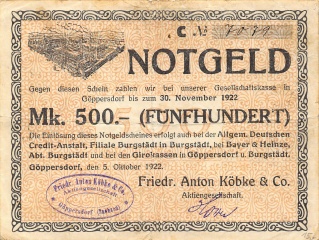 C № 7079
NOTGELD
Gegen diesen Schein zahlen wir bei unserer Gesellschaftskasse in
Göppersdorf bis zum 30. November 1922
Mk. 500.– (FÜNFHUNDERT)
Die Einlösung dieses Notgeldscheines erfolgt auch bei der Allgem. Deutschen
Credit-Anstalt, Filiale Burgstädt in Burgstädt, bei Bayer & Heinze,
Abt. Burgstädt und bei den Girokassen in Göppersdorf u. Burgstädt.
Göppersdorf, den 5. Oktober 1922.
Friedr. Anton Köbke & Co.
Aktiengesellschaft.
Friedr. Anton Köbke & Co.
Aktiengesellschaft
Göppersdorf (Sachsen)